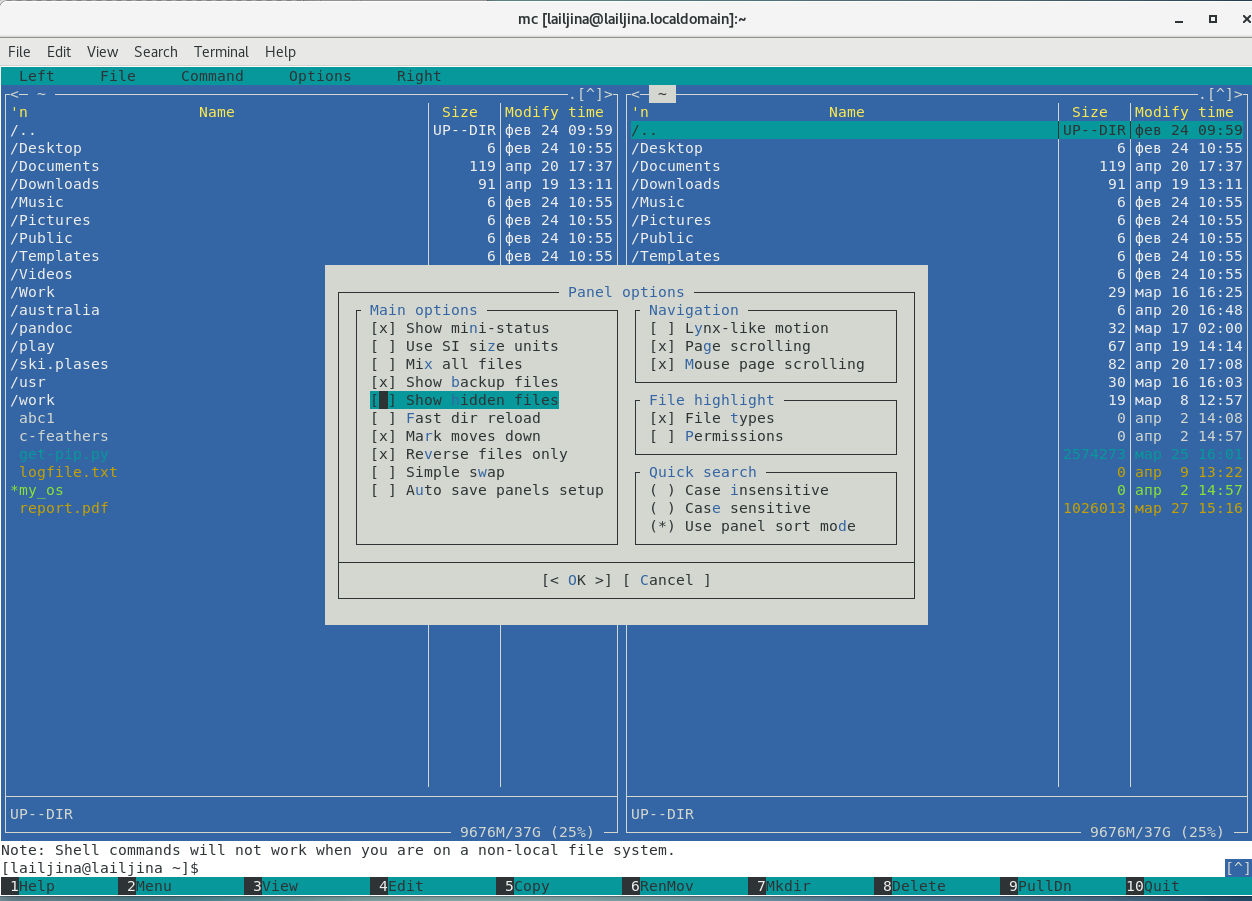 mc [lailjina@lailjina.localdomain]:~
File Edit View Search Terminal Help
Left File Command Options Right
<─ ~ ─.[^]>
'n Name Size Modify time
/.. UP--DIR фев 24 09:59
/Desktop 6 фев 24 10:55
/Documents 119 апр 20 17:37
/Downloads 91 апр 19 13:11
/Music 6 фев 24 10:55
/Pictures 6 фев 24 10:55
/Public 6 фев 24 10:55
/Templates 6 фев 24 10:55
/Videos
/Work
/australia
/pandoc
/play
/ski.plases
/usr
/work
abc1
c-feathers
get-pip.py
logfile.txt
*my_os
report.pdf
UP--DIR
9676M/37G (25%)
<─ ~ ─.[^]>
'n Name Size Modify time
/.. UP--DIR фев 24 09:59
/Desktop 6 фев 24 10:55
/Documents 119 апр 20 17:37
/Downloads 91 апр 19 13:11
/Music 6 фев 24 10:55
/Pictures 6 фев 24 10:55
/Public 6 фев 24 10:55
/Templates 6 фев 24 10:55
6 фев 24 10:55
29 мар 16 16:25
6 апр 20 16:48
32 мар 17 02:00
67 апр 19 14:14
82 апр 20 17:08
30 мар 16 16:03
19 мар 8 12:57
0 апр 2 14:08
0 апр 2 14:57
2574273 мар 25 16:01
0 апр 9 13:22
0 апр 2 14:57
1026013 мар 27 15:16
UP--DIR
9676M/37G (25%)
Panel options
Main options
[x] Show mini-status
[ ] Use SI size units
[ ] Mix all files
[x] Show backup files
[ ] Show hidden files
[ ] Fast dir reload
[x] Mark moves down
[x] Reverse files only
[ ] Simple swap
[ ] Auto save panels setup
Navigation
[ ] Lynx-like motion
[x] Page scrolling
[x] Mouse page scrolling
File highlight
[x] File types
[ ] Permissions
Quick search
( ) Case insensitive
( ) Case sensitive
(*) Use panel sort mode
[< OK >] [ Cancel ]
Note: Shell commands will not work when you are on a non-local file system.
[lailjina@lailjina ~]$ [^]
1Help 2Menu 3View 4Edit 5Copy 6RenMov 7Mkdir 8Delete 9PullDn 10Quit